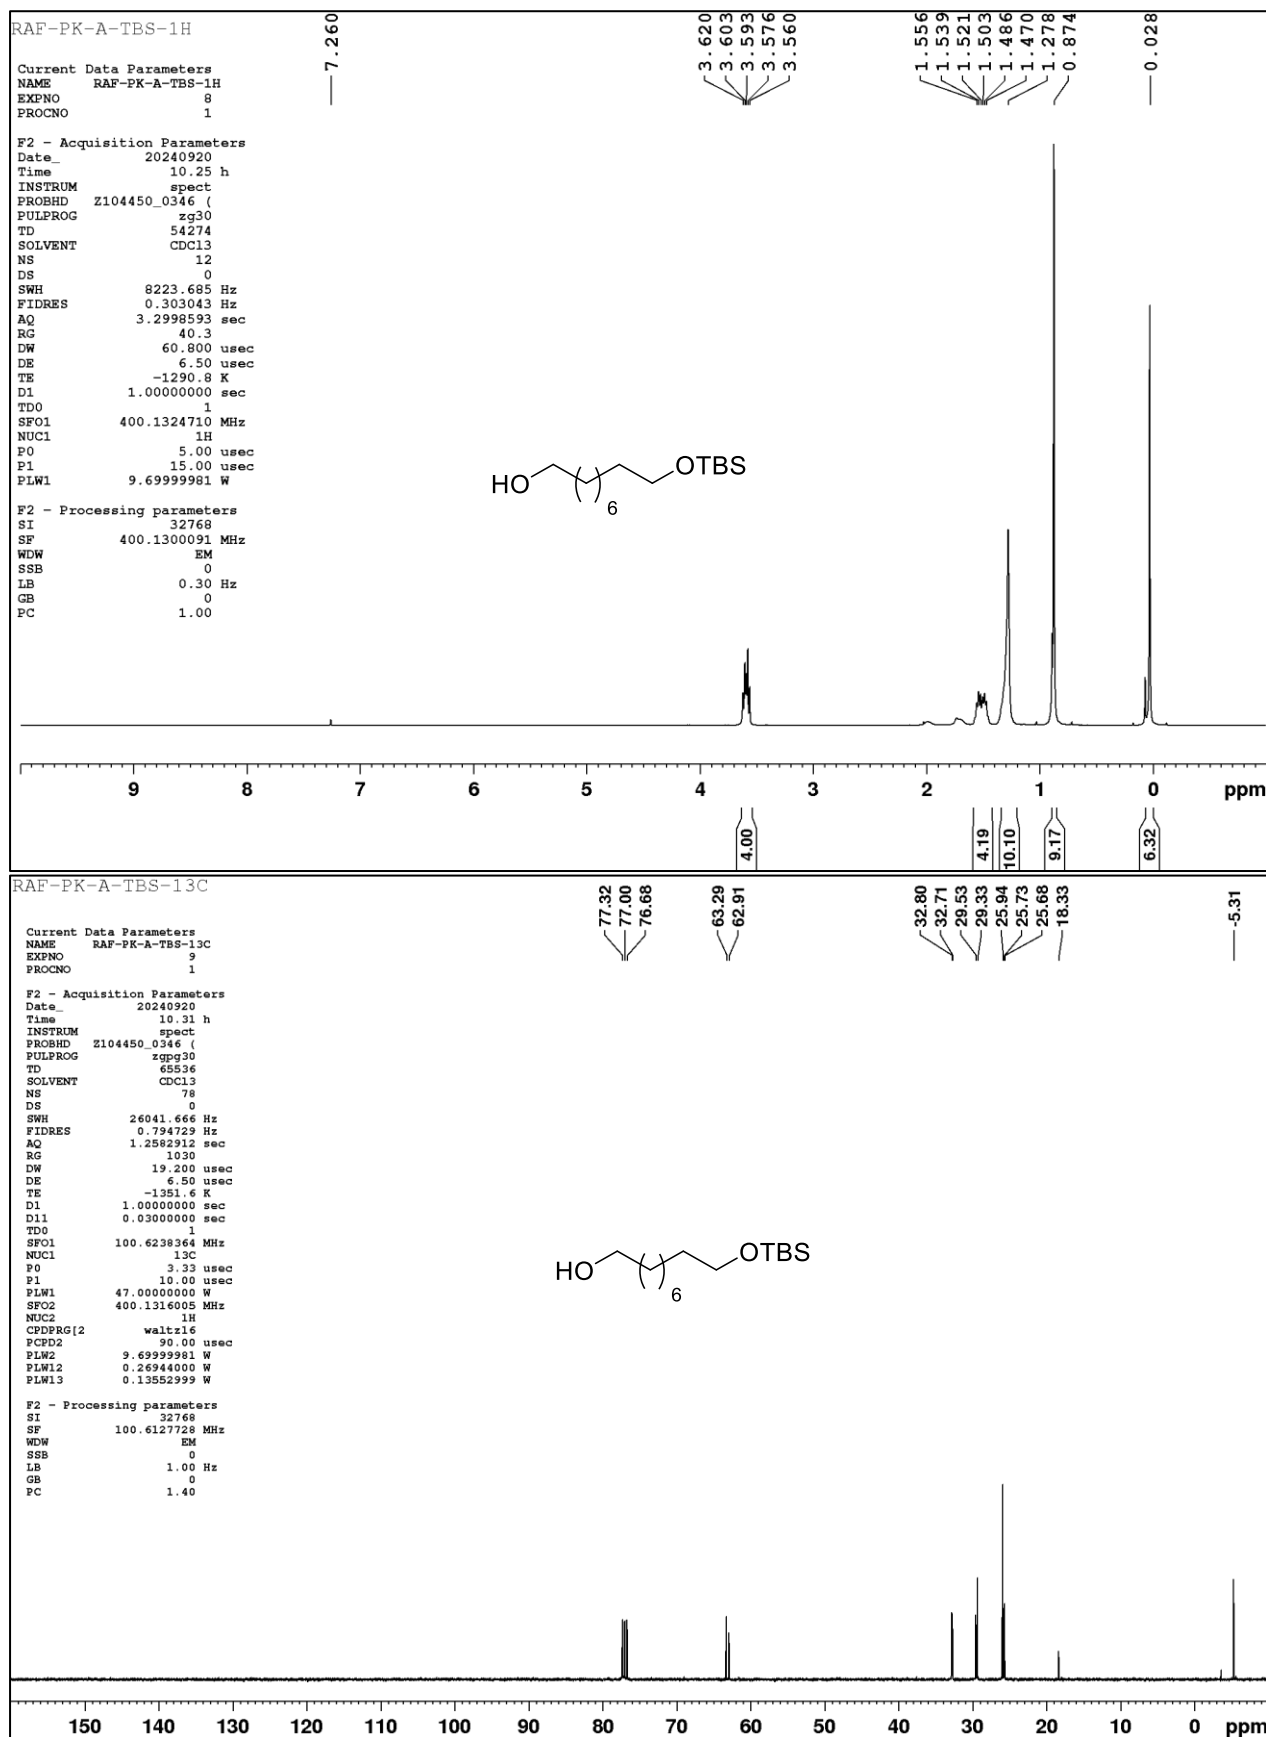 RAF-PK-A-TBS-1H
7.260
3.620
3.603
3.593
3.576
3.560
1.556
1.539
1.521
1.503
1.486
1.470
1.278
0.874
0.028
Current Data Parameters
NAME RAF-PK-A-TBS-1H
EXPNO 8
PROCNO 1
F2 - Acquisition Parameters
Date_ 20240920
Time 10.25 h
INSTRUM spect
PROBHD Z104450_0346 (
PULPROG zg30
TD 54274
SOLVENT CDCl3
NS 12
DS 0
SWH 8223.685 Hz
FIDRES 0.303043 Hz
AQ 3.2998593 sec
RG 40.3
DW 60.800 usec
DE 6.50 usec
TE -1290.8 K
D1 1.00000000 sec
TD0 1
SFO1 400.1324710 MHz
NUC1 1H
P0 5.00 usec
P1 15.00 usec
PLW1 9.69999981 W
F2 - Processing parameters
SI 32768
SF 400.1300091 MHz
WDW EM
SSB 0
LB 0.30 Hz
GB 0
PC 1.00
HO OTBS
6
9 8 7 6 5 4 3 2 1 0 ppm
4.00 4.19 10.10 9.17 6.32
RAF-PK-A-TBS-13C
77.32
77.00
76.68
63.29
62.91
32.80
32.71
29.53
29.33
25.94
25.73
25.68
18.33
-5.31
Current Data Parameters
NAME RAF-PK-A-TBS-13C
EXPNO 9
PROCNO 1
F2 - Acquisition Parameters
Date_ 20240920
Time 10.31 h
INSTRUM spect
PROBHD Z104450_0346 (
PULPROG zgpg30
TD 65536
SOLVENT CDCl3
NS 78
DS 0
SWH 26041.666 Hz
FIDRES 0.794729 Hz
AQ 1.2582912 sec
RG 1030
DW 19.200 usec
DE 6.50 usec
TE -1351.6 K
D1 1.00000000 sec
D11 0.03000000 sec
TD0 1
SFO1 100.6238364 MHz
NUC1 13C
P0 3.33 usec
P1 10.00 usec
PLW1 47.00000000 W
SFO2 400.1316005 MHz
NUC2 1H
CPDPRG[2 waltz16
PCPD2 90.00 usec
PLW2 9.69999981 W
PLW12 0.26944000 W
PLW13 0.13552999 W
F2 - Processing parameters
SI 32768
SF 100.6127728 MHz
WDW EM
SSB 0
LB 1.00 Hz
GB 0
PC 1.40
HO OTBS
6
150 140 130 120 110 100 90 80 70 60 50 40 30 20 10 0 ppm